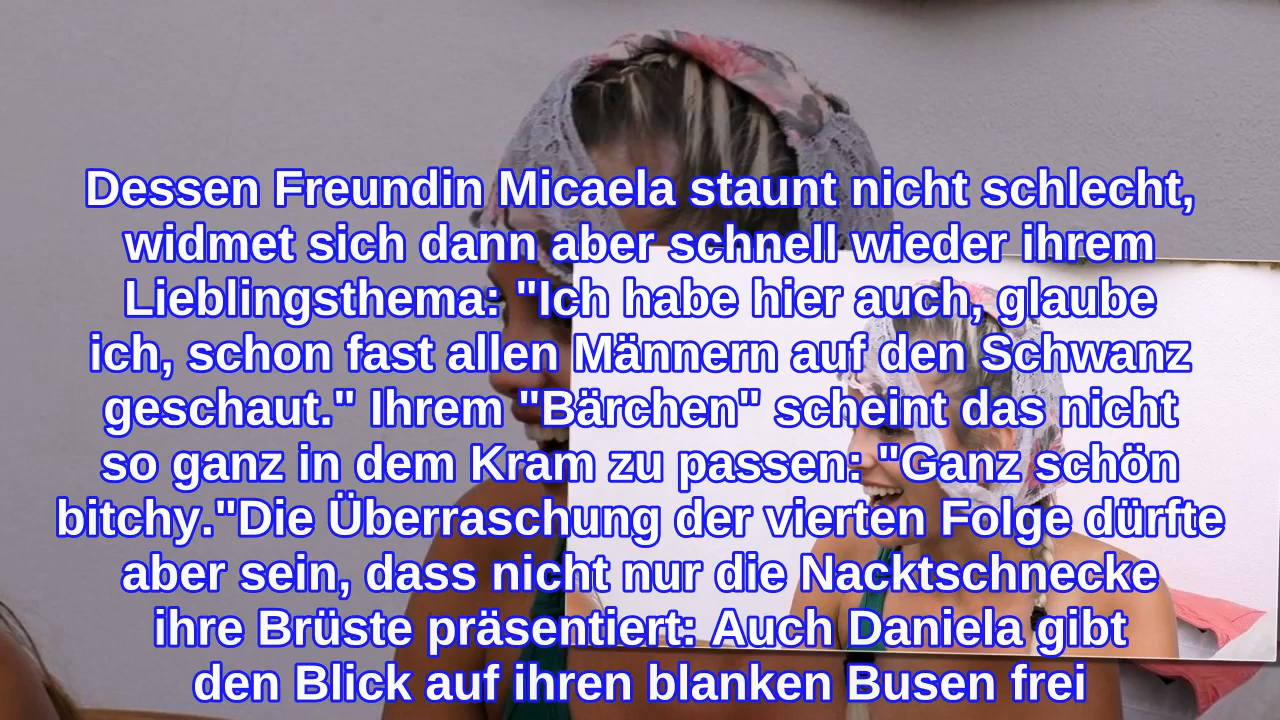 Dessen Freundin Micaela staunt nicht schlecht,
widmet sich dann aber schnell wieder ihrem
Lieblingsthema: "Ich habe hier auch, glaube
ich, schon fast allen Männern auf den Schwanz
geschaut." Ihrem "Bärchen" scheint das nicht
so ganz in dem Kram zu passen: "Ganz schön
bitchy."Die Überraschung der vierten Folge dürfte
aber sein, dass nicht nur die Nacktschnecke
ihre Brüste präsentiert: Auch Daniela gibt
den Blick auf ihren blanken Busen frei